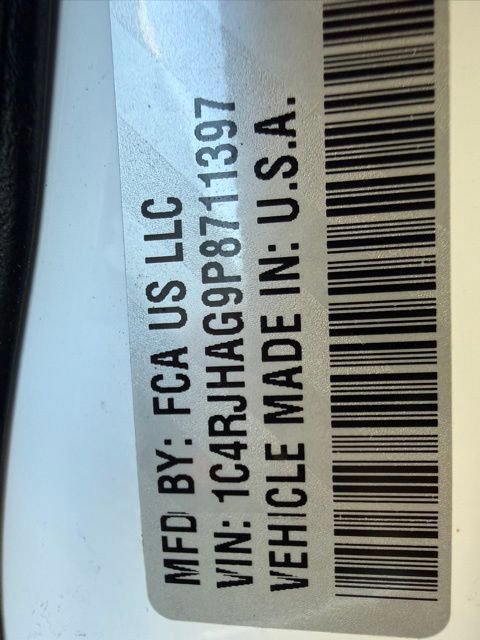 MFD BY: FCA US LLC
VIN: 1C4RJHAG9P8711397
VEHICLE MADE IN: U.S.A.